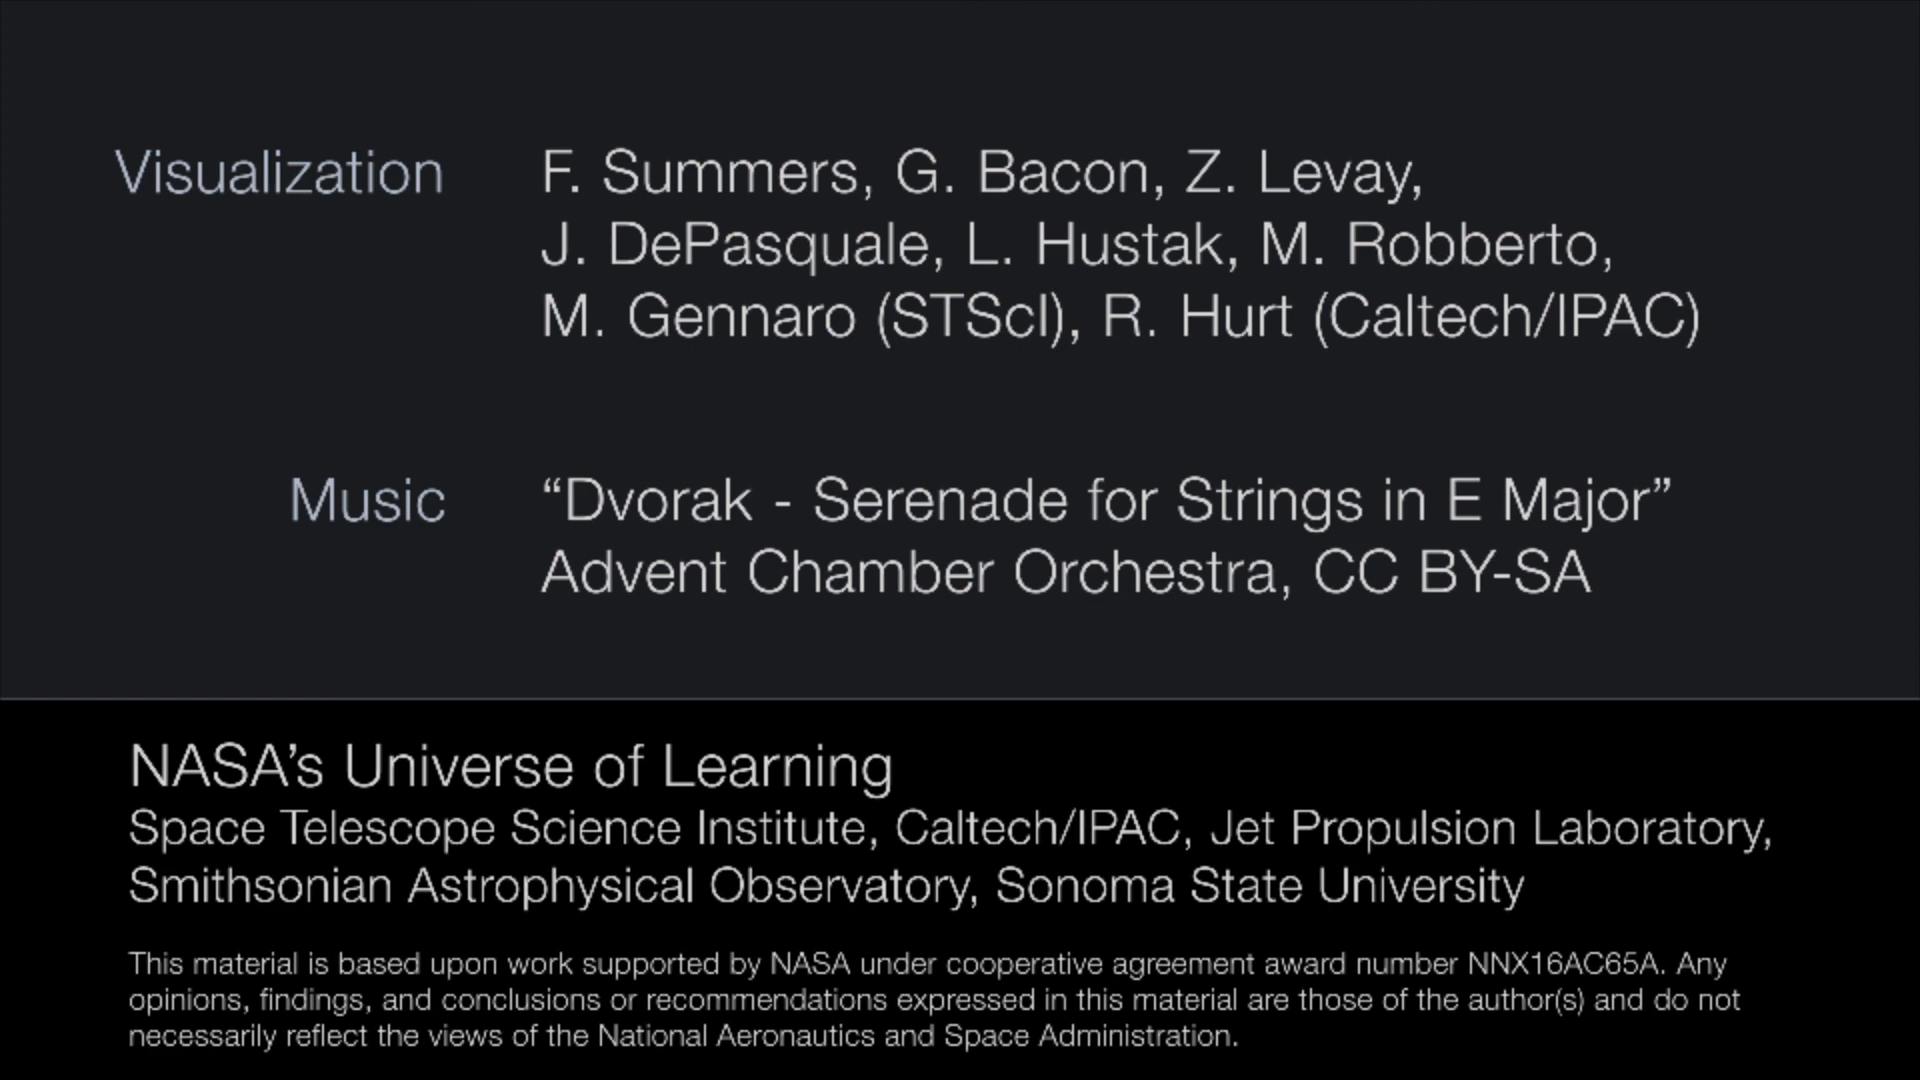 Visualization F. Summers, G. Bacon, Z. Levay,
J. DePasquale, L. Hustak, M. Robberto,
M. Gennaro (STScI), R. Hurt (Caltech/IPAC)
Music “Dvorak - Serenade for Strings in E Major”
Advent Chamber Orchestra, CC BY-SA
NASA’s Universe of Learning
Space Telescope Science Institute, Caltech/IPAC, Jet Propulsion Laboratory,
Smithsonian Astrophysical Observatory, Sonoma State University
This material is based upon work supported by NASA under cooperative agreement award number NNX16AC65A. Any
opinions, findings, and conclusions or recommendations expressed in this material are those of the author(s) and do not
necessarily reflect the views of the National Aeronautics and Space Administration.